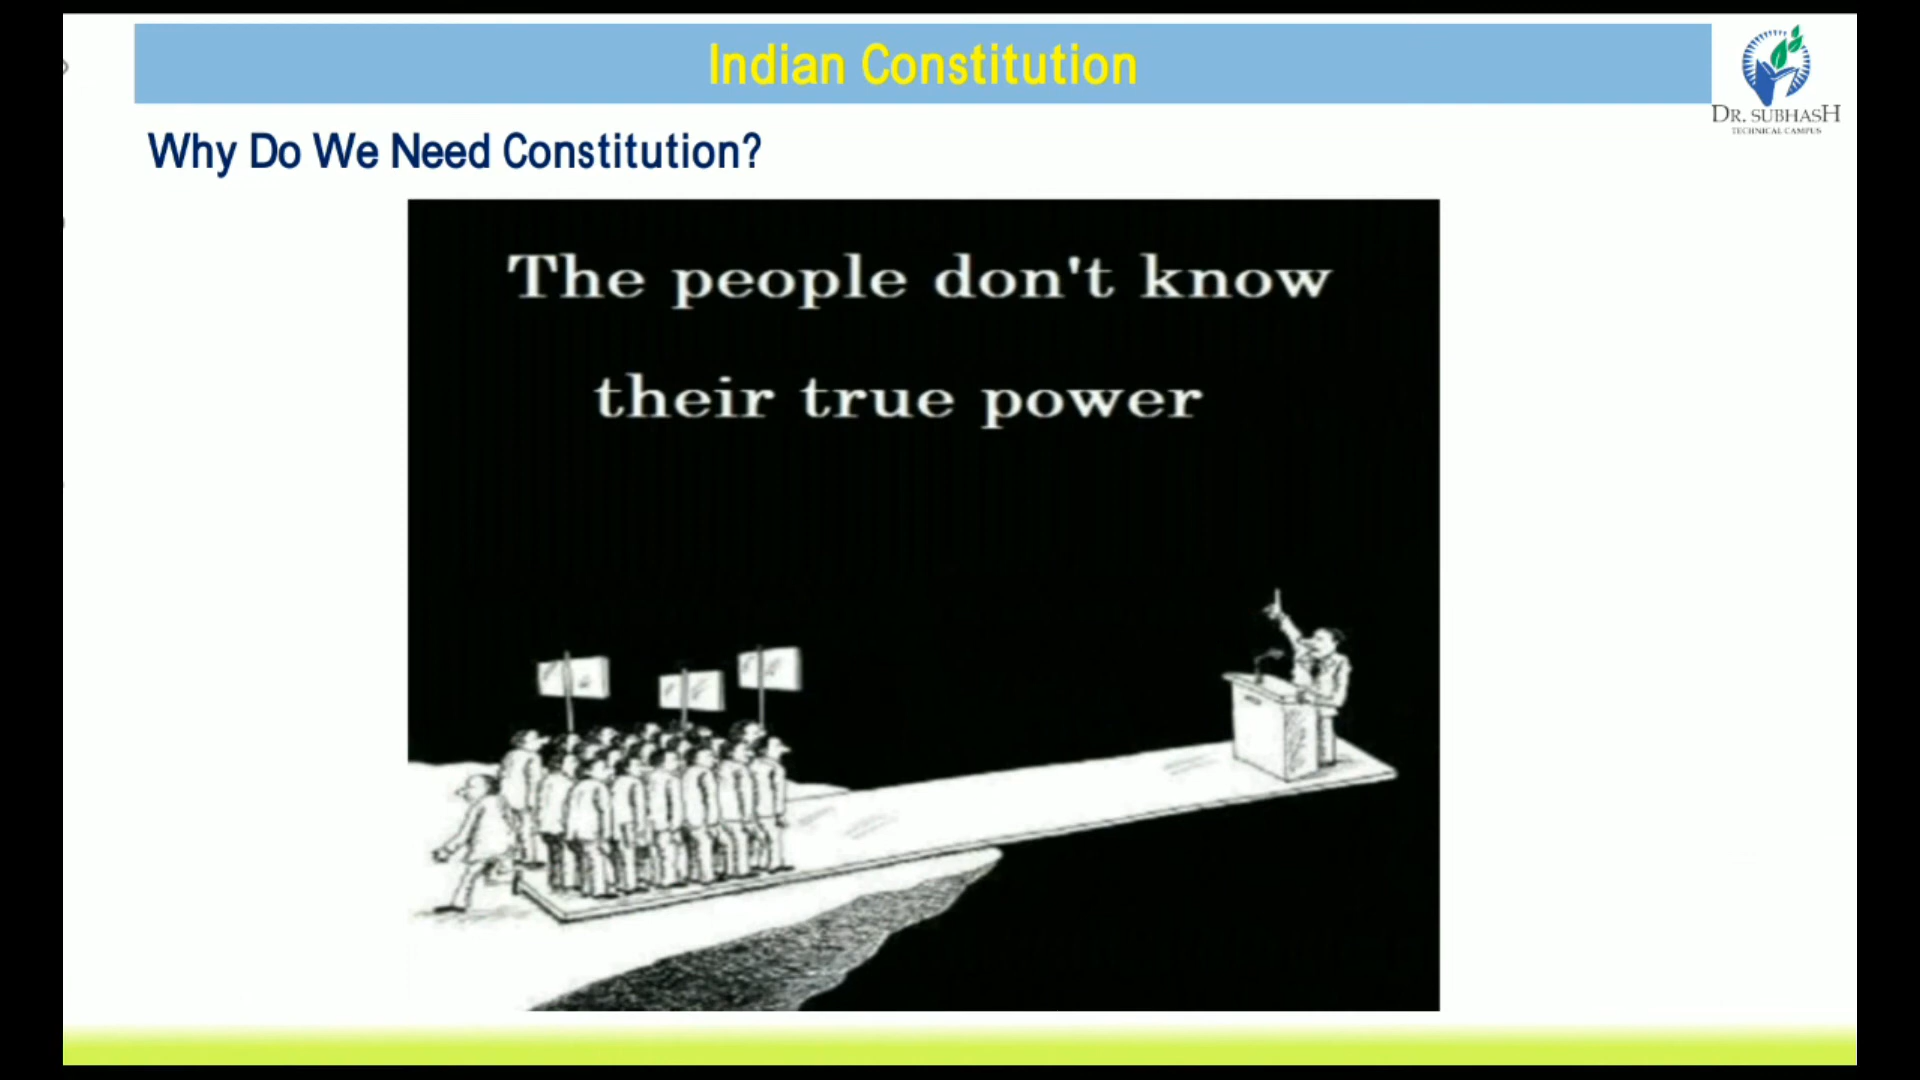 Indian Constitution
DR. SUBHASH
TECHNICAL CAMPUS
Why Do We Need Constitution?
The people don't know
their true power